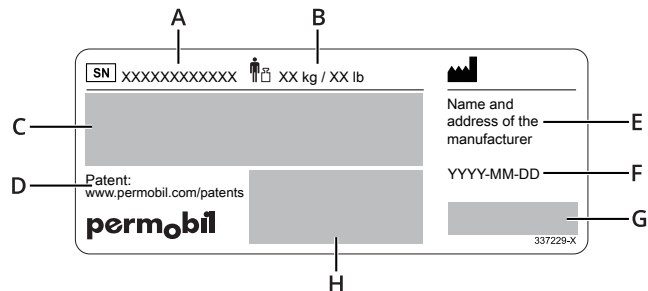 A
B
SN XXXXXXXXXXXX
XX kg / XX lb
C
Name and
address of the
manufacturer
E
D
Patent:
www.permobil.com/patents
YYYY-MM-DD
F
permobil
G
337229-X
H